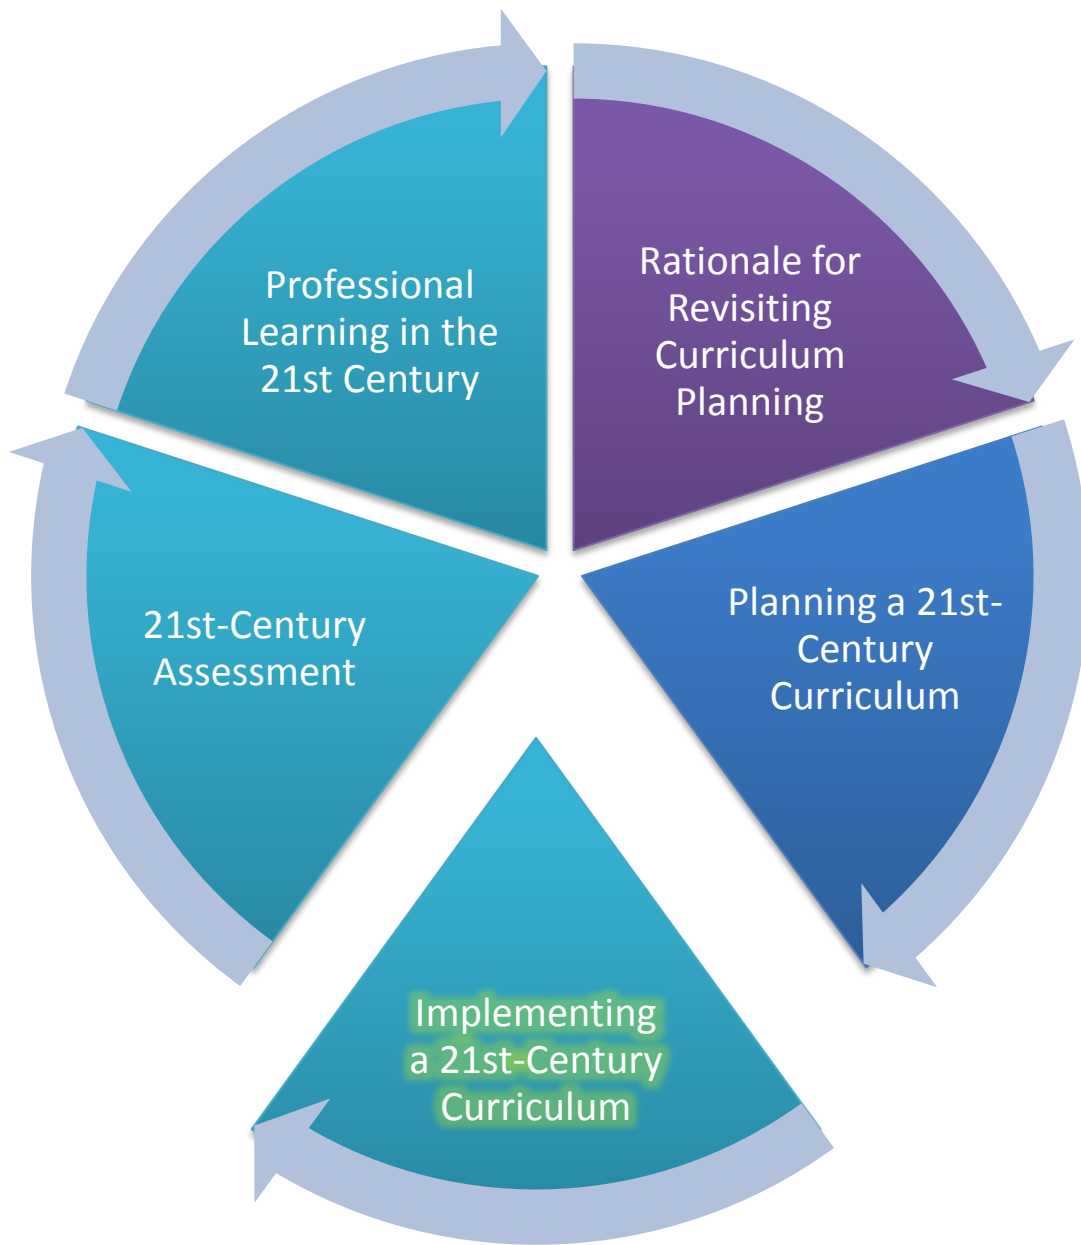 Rationale for
Revisiting
Curriculum
Planning
Planning a 21st-
Century
Curriculum
Implementing
a 21st-Century
Curriculum
21st-Century
Assessment
Professional
Learning in the
21st Century